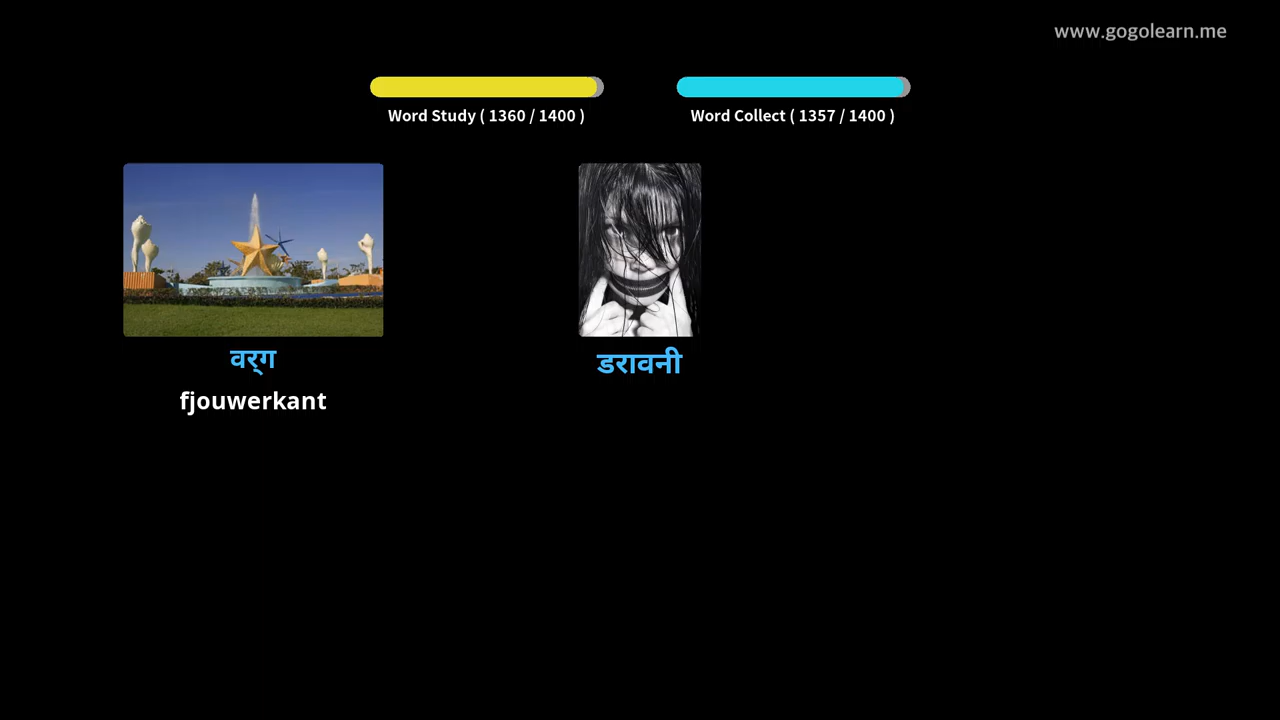 www.gogolearn.me
Word Study ( 1360 / 1400 )
Word Collect ( 1357 / 1400 )
वर्‌ग
डरावनी
fjouwerkant